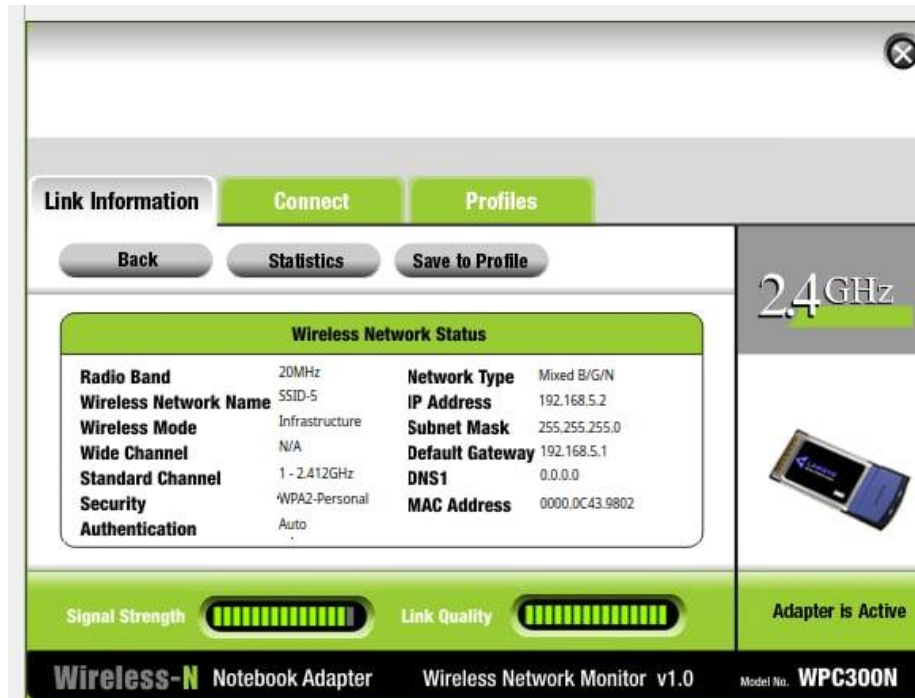 Link Information
Connect
Profiles
Back
Statistics
Save to Profile
2.4GHz
Wireless Network Status
Radio Band 20MHz
Wireless Network Name SSID-5
Wireless Mode Infrastructure
Wide Channel N/A
Standard Channel 1 - 2.412GHz
Security WPA2-Personal
Authentication Auto
Network Type Mixed B/G/N
IP Address 192.168.5.2
Subnet Mask 255.255.255.0
Default Gateway 192.168.5.1
DNS1 0.0.0.0
MAC Address 0000.0C43.9802
Signal Strength
Link Quality
Adapter is Active
Wireless-N Notebook Adapter Wireless Network Monitor v1.0 Model No. WPC300N